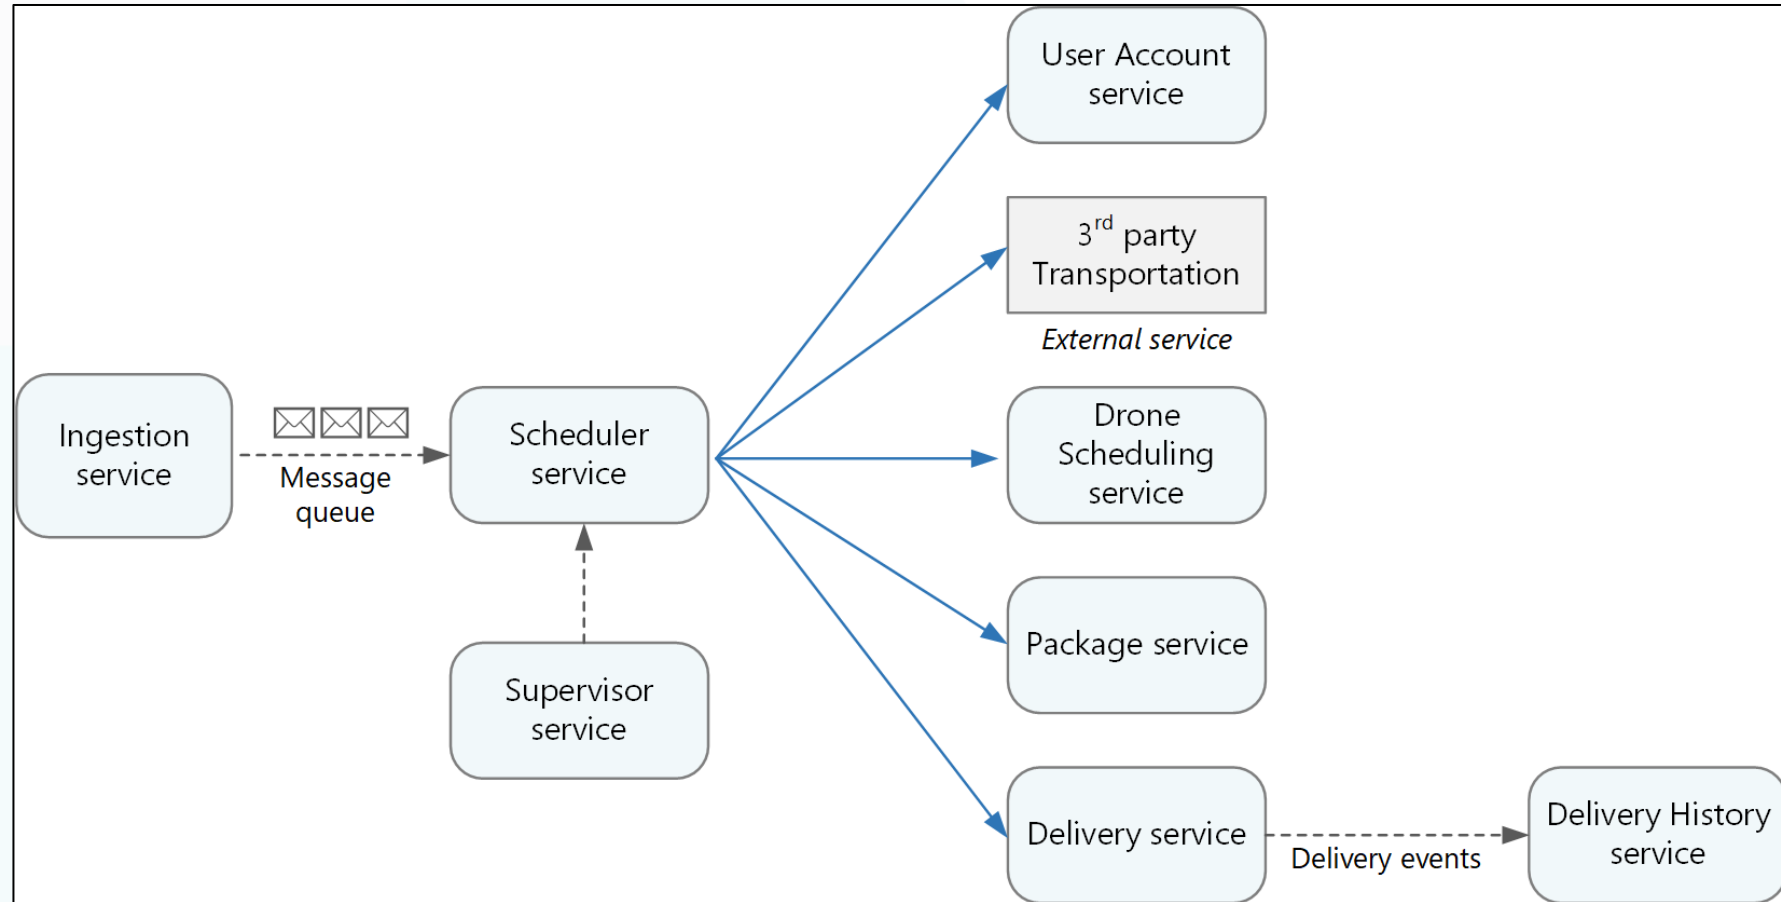 User Account
service
3rd party
Transportation
External service
Ingestion
service
Message
queue
Scheduler
service
Drone
Scheduling
service
Supervisor
service
Package service
Delivery service
Delivery events
Delivery History
service